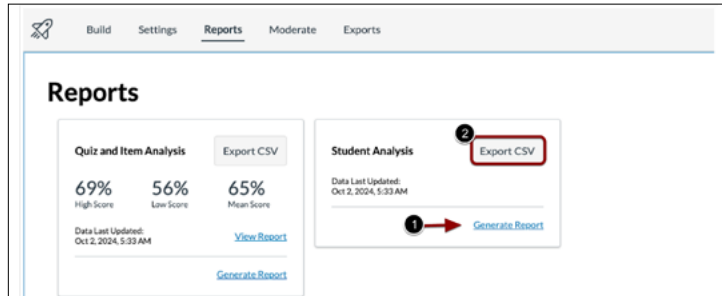 Build Settings Reports Moderate Exports
Reports
Quiz and Item Analysis Export CSV
69% 56% 65%
High Score Low Score Mean Score
Data Last Updated:
Oct 2, 2024, 5:33 AM View Report
Generate Report
2
Student Analysis Export CSV
Data Last Updated:
Oct 2, 2024, 5:33 AM
1 Generate Report